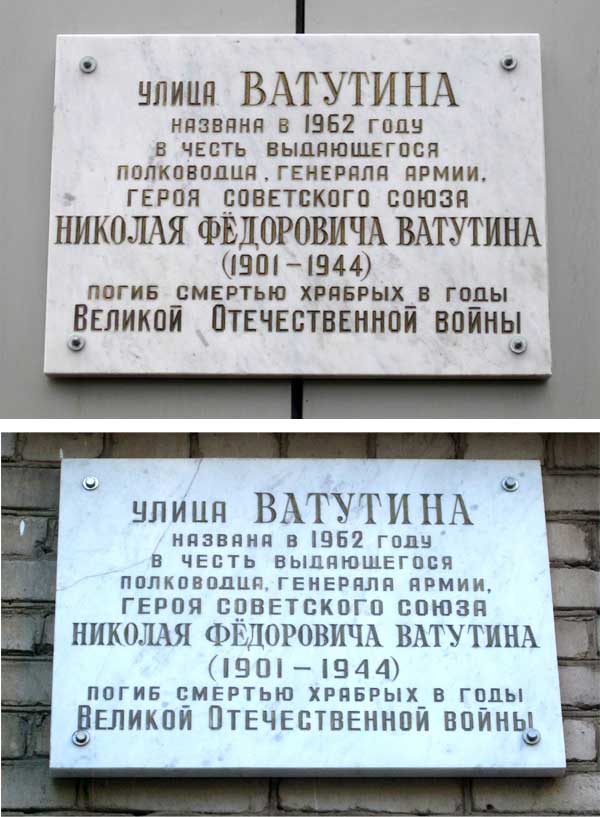 УЛИЦА ВАТУТИНА
НАЗВАНА В 1962 ГОДУ
В ЧЕСТЬ ВЫДАЮЩЕГОСЯ
ПОЛКОВОДЦА, ГЕНЕРАЛА АРМИИ,
ГЕРОЯ СОВЕТСКОГО СОЮЗА
НИКОЛАЯ ФЁДОРОВИЧА ВАТУТИНА
(1901-1944)
ПОГИБ СМЕРТЬЮ ХРАБРЫХ В ГОДЫ
ВЕЛИКОЙ ОТЕЧЕСТВЕННОЙ ВОЙНЫ
УЛИЦА ВАТУТИНА
НАЗВАНА В 1962 ГОДУ
В ЧЕСТЬ ВЫДАЮЩЕГОСЯ
ПОЛКОВОДЦА, ГЕНЕРАЛА АРМИИ,
ГЕРОЯ СОВЕТСКОГО СОЮЗА
НИКОЛАЯ ФЁДОРОВИЧА ВАТУТИНА
(1901-1944)
ПОГИБ СМЕРТЬЮ ХРАБРЫХ В ГОДЫ
ВЕЛИКОЙ ОТЕЧЕСТВЕННОЙ ВОЙНЫ